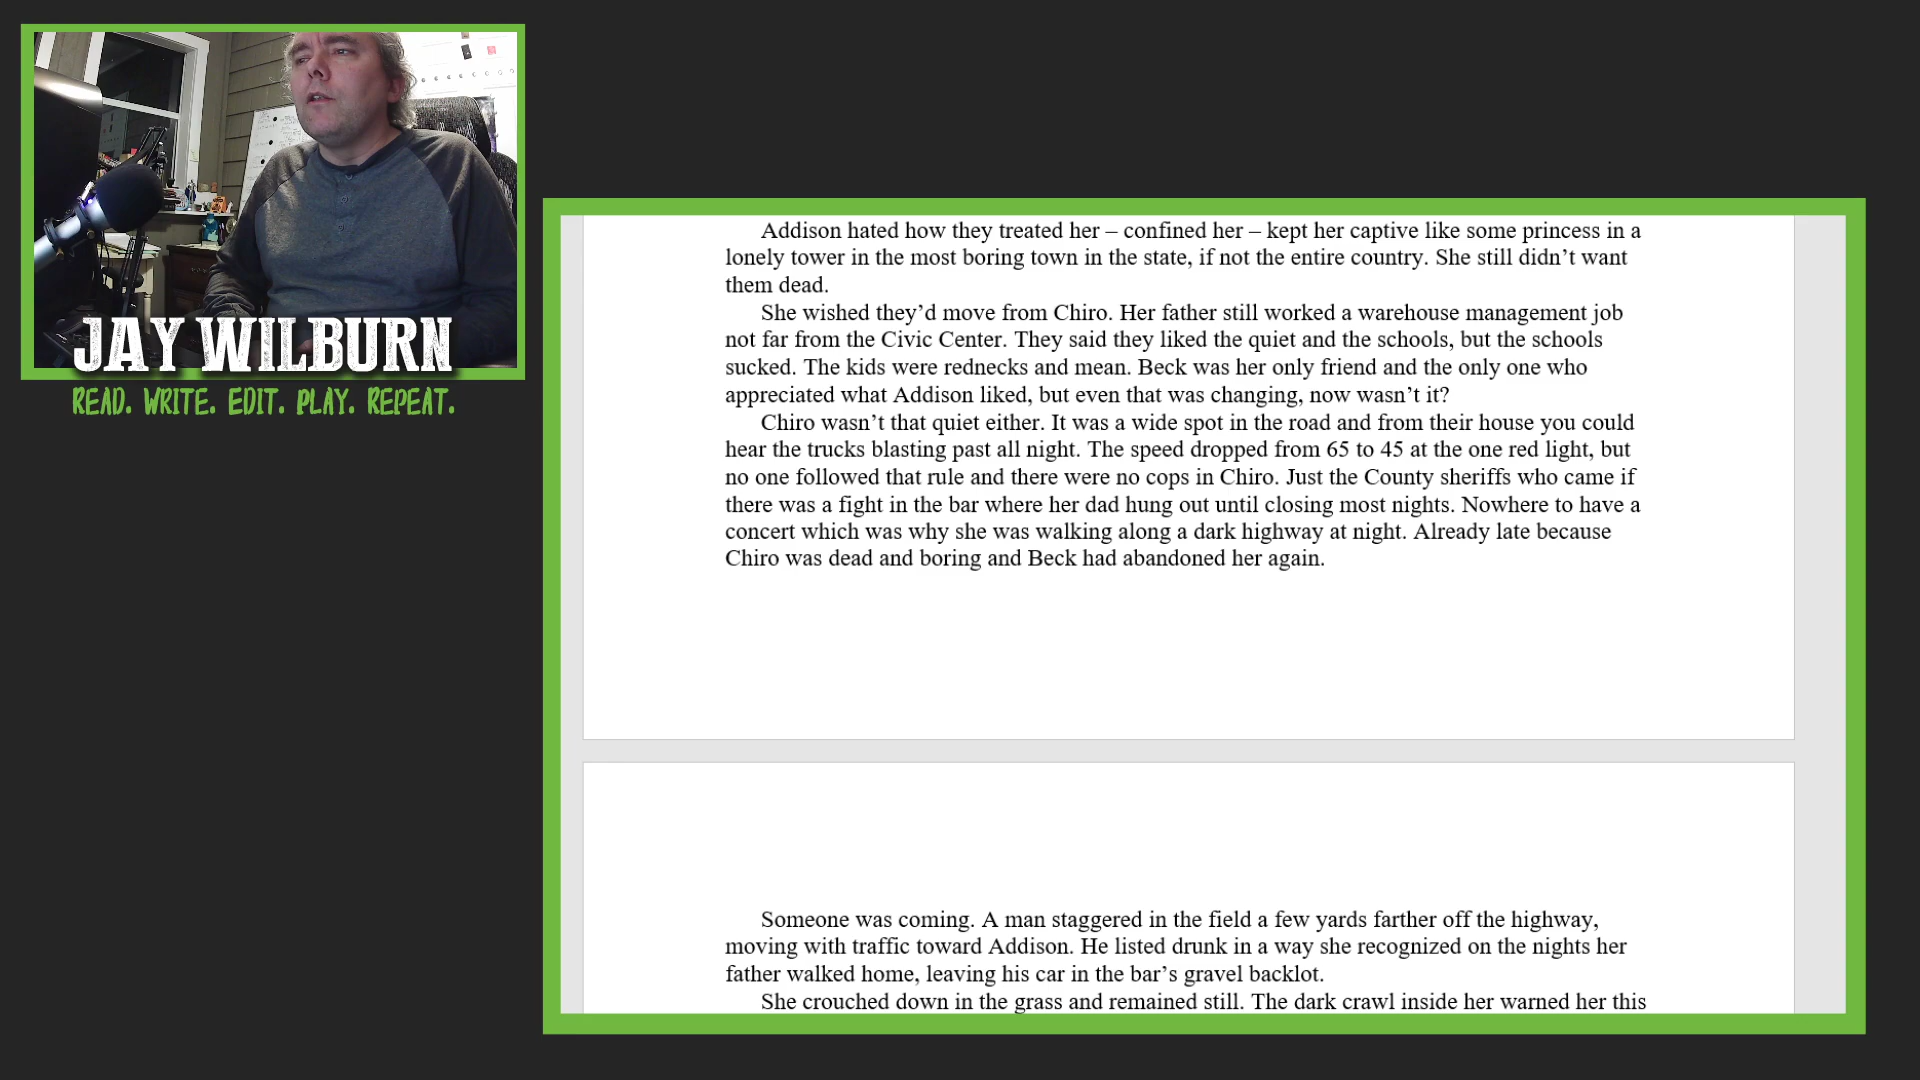 JAY WILBURN
READ. WRITE. EDIT. PLAY. REPEAT.
Addison hated how they treated her – confined her – kept her captive like some princess in a
lonely tower in the most boring town in the state, if not the entire country. She still didn’t want
them dead.
She wished they’d move from Chiro. Her father still worked a warehouse management job
not far from the Civic Center. They said they liked the quiet and the schools, but the schools
sucked. The kids were rednecks and mean. Beck was her only friend and the only one who
appreciated what Addison liked, but even that was changing, now wasn’t it?
Chiro wasn’t that quiet either. It was a wide spot in the road and from their house you could
hear the trucks blasting past all night. The speed dropped from 65 to 45 at the one red light, but
no one followed that rule and there were no cops in Chiro. Just the County sheriffs who came if
there was a fight in the bar where her dad hung out until closing most nights. Nowhere to have a
concert which was why she was walking along a dark highway at night. Already late because
Chiro was dead and boring and Beck had abandoned her again.
Someone was coming. A man staggered in the field a few yards farther off the highway,
moving with traffic toward Addison. He listed drunk in a way she recognized on the nights her
father walked home, leaving his car in the bar’s gravel backlot.
She crouched down in the grass and remained still. The dark crawl inside her warned her this